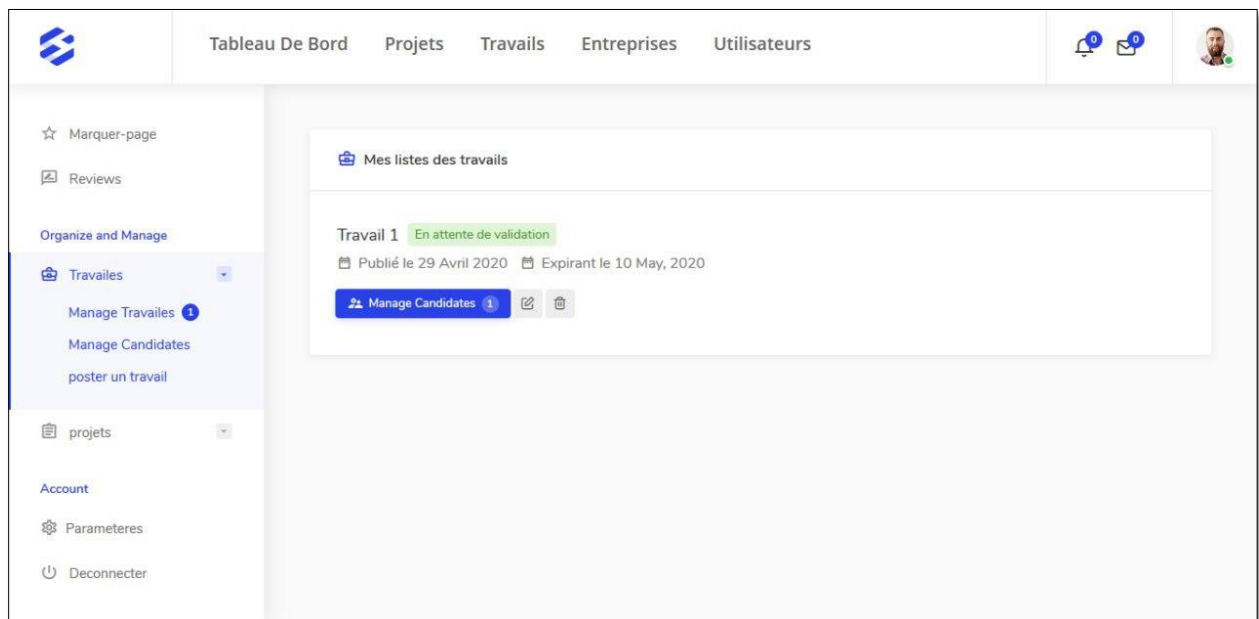 Tableau De Bord Projets Travails Entreprises Utilisateurs 0 0
Marquer-page
Reviews
Organize and Manage
Travailes
Manage Travailes 1
Manage Candidates
poster un travail
projets
Account
Parameteres
Deconnecter
Mes listes des travails
Travail 1 En attente de validation
Publié le 29 Avril 2020 Expirant le 10 May, 2020
Manage Candidates 1